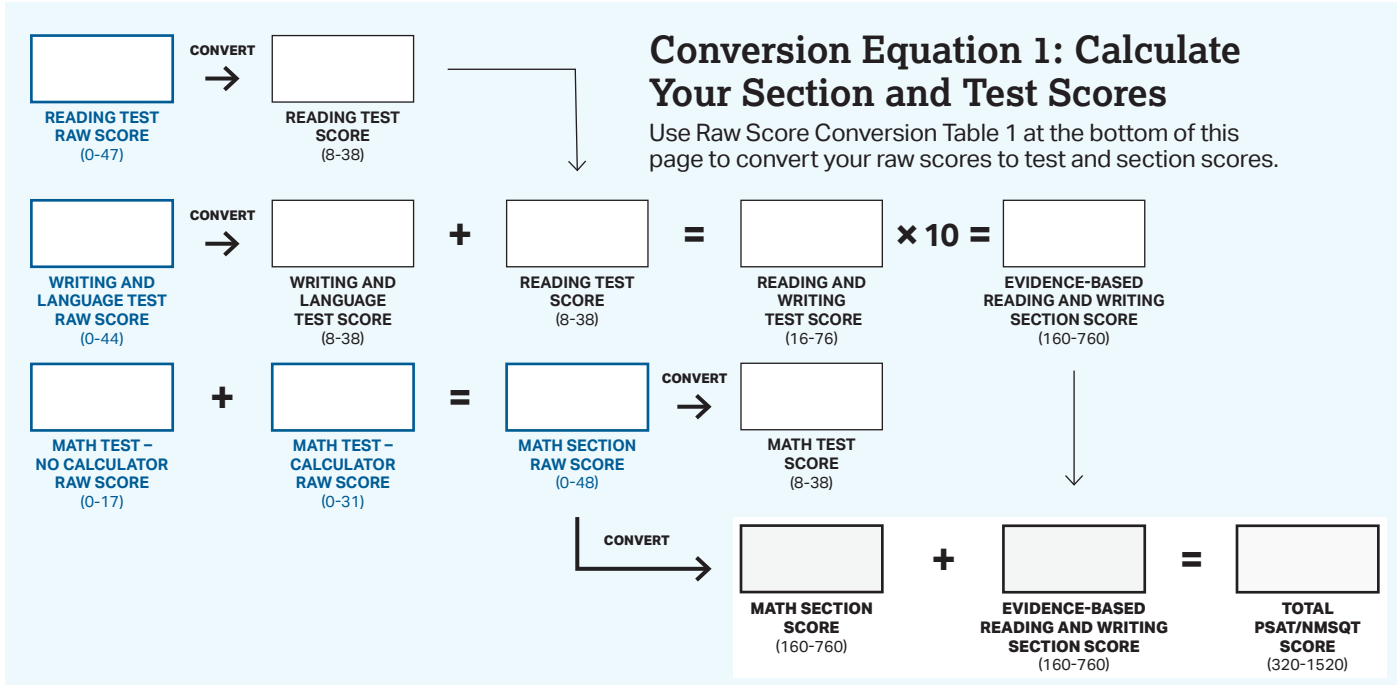 Conversion Equation 1: Calculate
Your Section and Test Scores
Use Raw Score Conversion Table 1 at the bottom of this
page to convert your raw scores to test and section scores.
CONVERT
READING TEST
RAW SCORE
(0-47)
READING TEST
SCORE
(8-38)
CONVERT
+
=
× 10 =
WRITING AND
LANGUAGE TEST
RAW SCORE
(0-44)
WRITING AND
LANGUAGE
TEST SCORE
(8-38)
READING TEST
SCORE
(8-38)
READING AND
WRITING
TEST SCORE
(16-76)
EVIDENCE-BASED
READING AND WRITING
SECTION SCORE
(160-760)
+
=
CONVERT
MATH TEST –
NO CALCULATOR
RAW SCORE
(0-17)
MATH TEST –
CALCULATOR
RAW SCORE
(0-31)
MATH SECTION
RAW SCORE
(0-48)
MATH TEST
SCORE
(8-38)
CONVERT
+
=
MATH SECTION
SCORE
(160-760)
EVIDENCE-BASED
READING AND WRITING
SECTION SCORE
(160-760)
TOTAL
PSAT/NMSQT
SCORE
(320-1520)